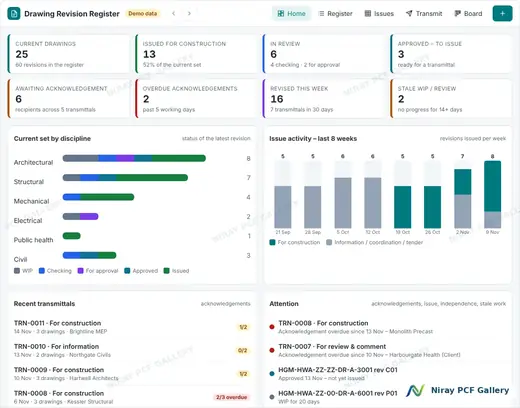 Drawing Revision Register
Demo data
Home
Register
Issues
Transmit
Board
CURRENT DRAWINGS
25
60 revisions in the register
ISSUED FOR CONSTRUCTION
13
52% of the current set
IN REVIEW
6
4 checking · 2 for approval
APPROVED – TO ISSUE
3
ready for a transmittal
AWAITING ACKNOWLEDGEMENT
6
recipients across 5 transmittals
OVERDUE ACKNOWLEDGEMENTS
2
past 5 working days
REVISED THIS WEEK
16
7 transmittals in 30 days
STALE WIP / REVIEW
2
no progress for 14+ days
Current set by discipline
status of the latest revision
Architectural 8
Structural 7
Mechanical 4
Electrical 2
Public health 1
Civil 3
WIP Checking For approval Approved Issued
Issue activity – last 8 weeks
revisions issued per week
5 5 6 6 5 5 7 8
21 Sep 28 Sep 5 Oct 12 Oct 19 Oct 26 Oct 2 Nov 9 Nov
For construction Information / coordination / tender
Recent transmittals
acknowledgements
TRN-0011 · For construction
14 Nov · 3 drawings · Brightline MEP
1/2
TRN-0010 · For information
13 Nov · 2 drawings · Northgate Civils
0/2
TRN-0009 · For construction
10 Nov · 3 drawings · Hartwell Architects
1/2
TRN-0008 · For construction
6 Nov · 3 drawings · Kessler Structural
2/3 overdue
Attention
acknowledgements, issue, independence, stale work
TRN-0008 · For construction
Acknowledgement overdue since 13 Nov – Monolith Precast
TRN-0007 · For review & comment
Acknowledgement overdue since 10 Nov – Harbourgate Health (Client)
HGM-HWA-ZZ-ZZ-DR-A-3001 rev C01
Approved 13 Nov – not yet issued
HGM-HWA-ZZ-00-DR-A-6001 rev P01
WIP for 20 days
Niray PCF Gallery